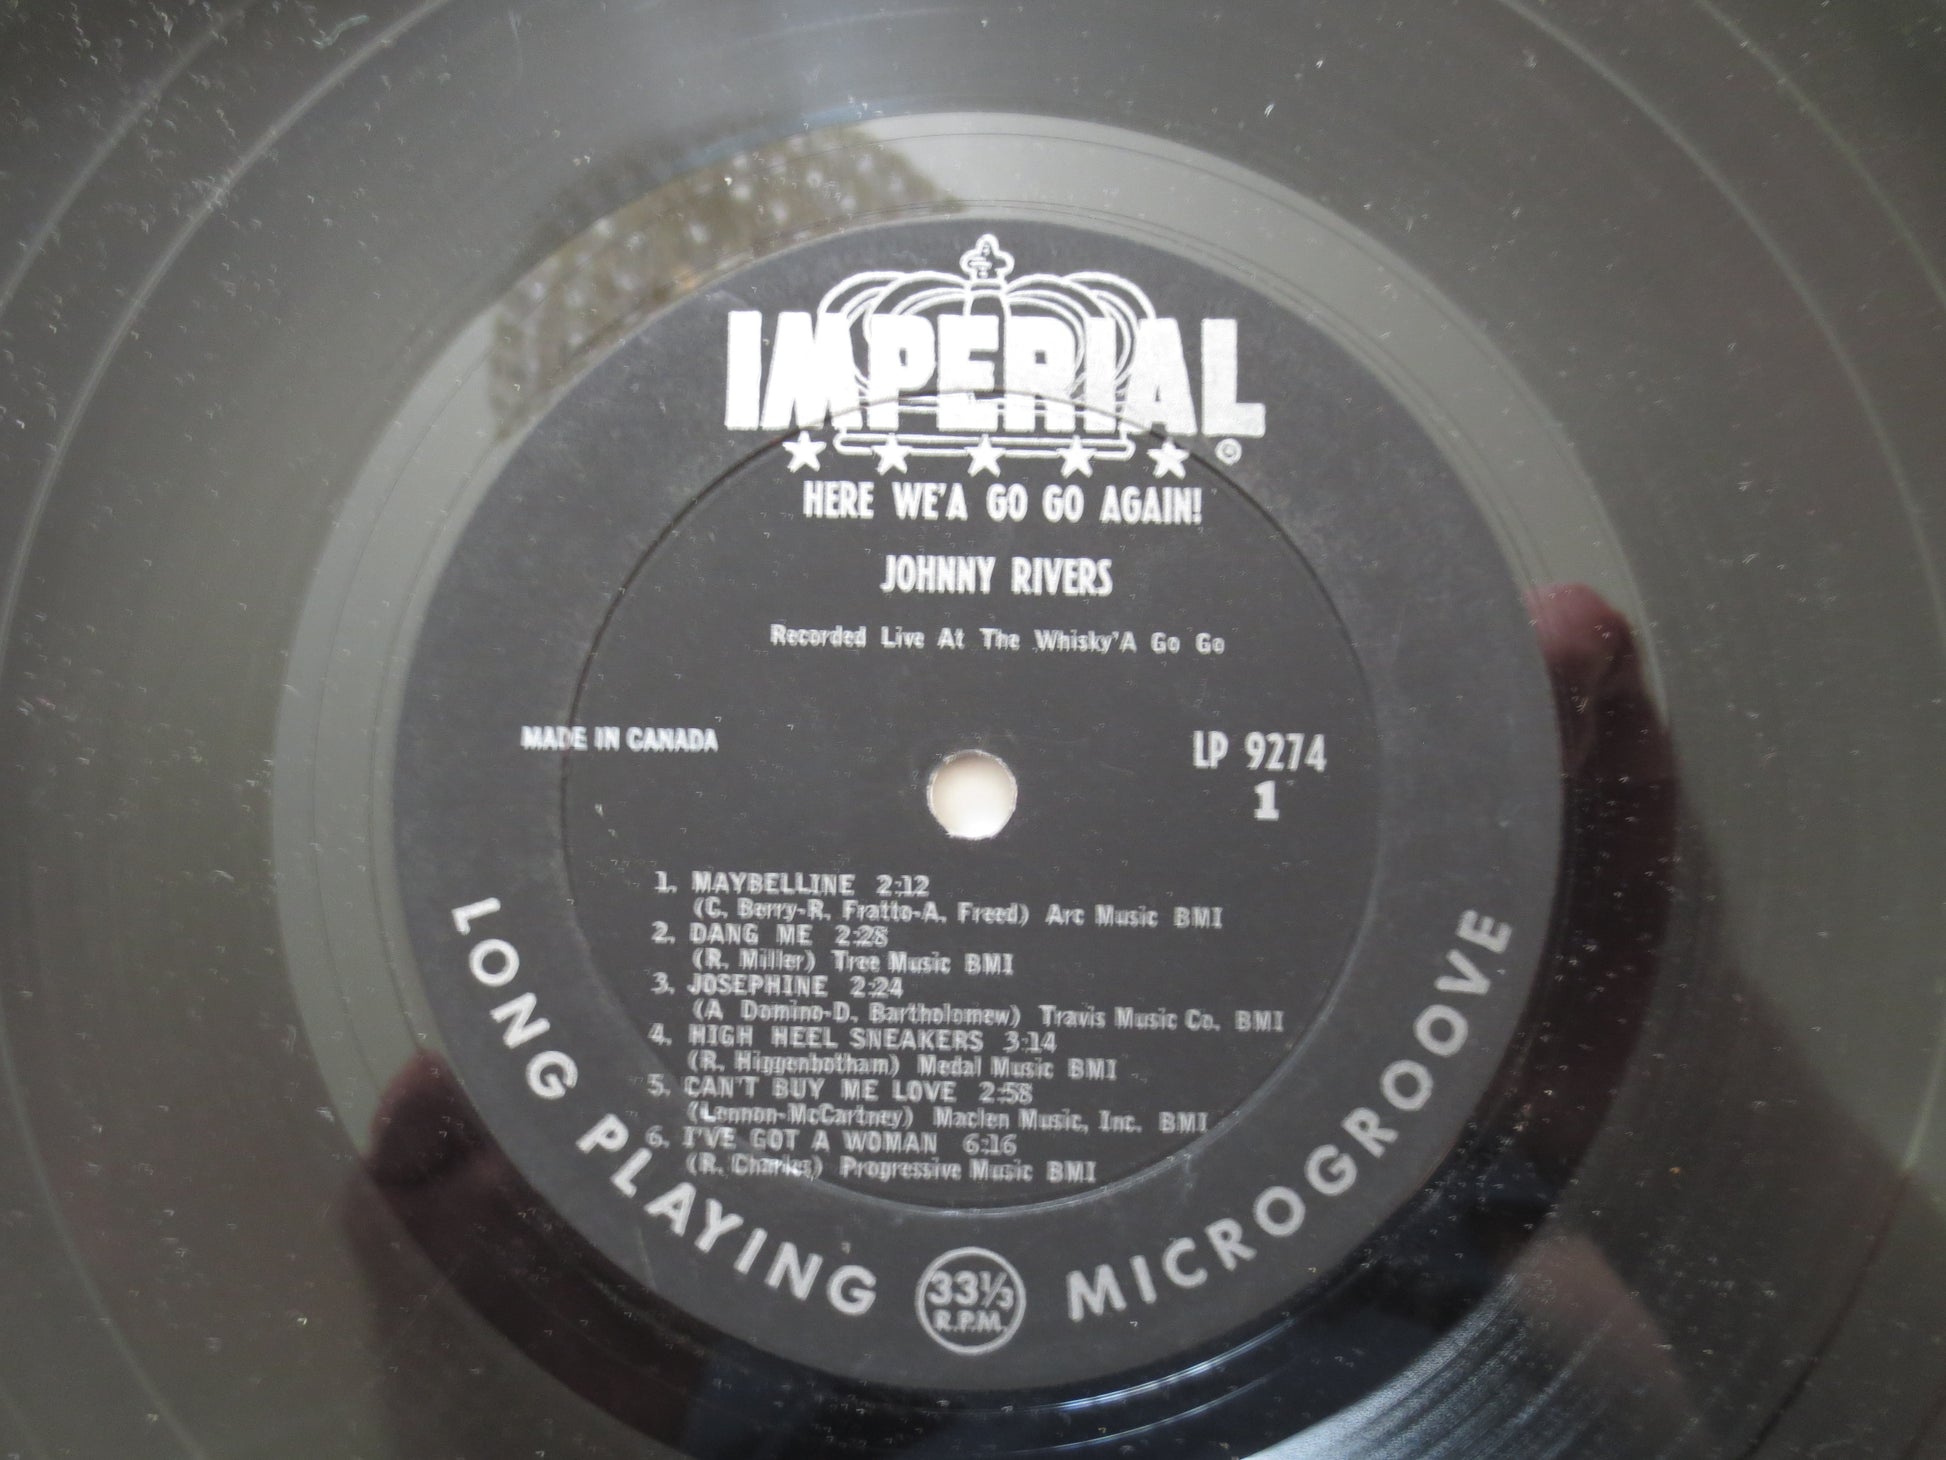 IMPERIAL
HERE WE'A GO GO AGAIN!
JOHNNY RIVERS
Recorded Live At The Whisky'A Go Go
MADE IN CANADA
LP 9274
1
1. MAYBELLINE 2:12
(C. Berry-R. Fratto-A. Freed) Arc Music BMI
2. DANG ME 2:28
(R. Miller) Tree Music BMI
3. JOSEPHINE 2:24
(A Domino-D. Bartholomew) Travis Music Co. BMI
4. HIGH HEEL SNEAKERS 3:14
(R. Higgenbotham) Medal Music BMI
5. CAN'T BUY ME LOVE 2:58
(Lennon-McCartney) Maclen Music, Inc. BMI
6. I'VE GOT A WOMAN 6:16
(R. Charles) Progressive Music BMI
LONG PLAYING
33⅓
R.P.M.
MICROGROOVE